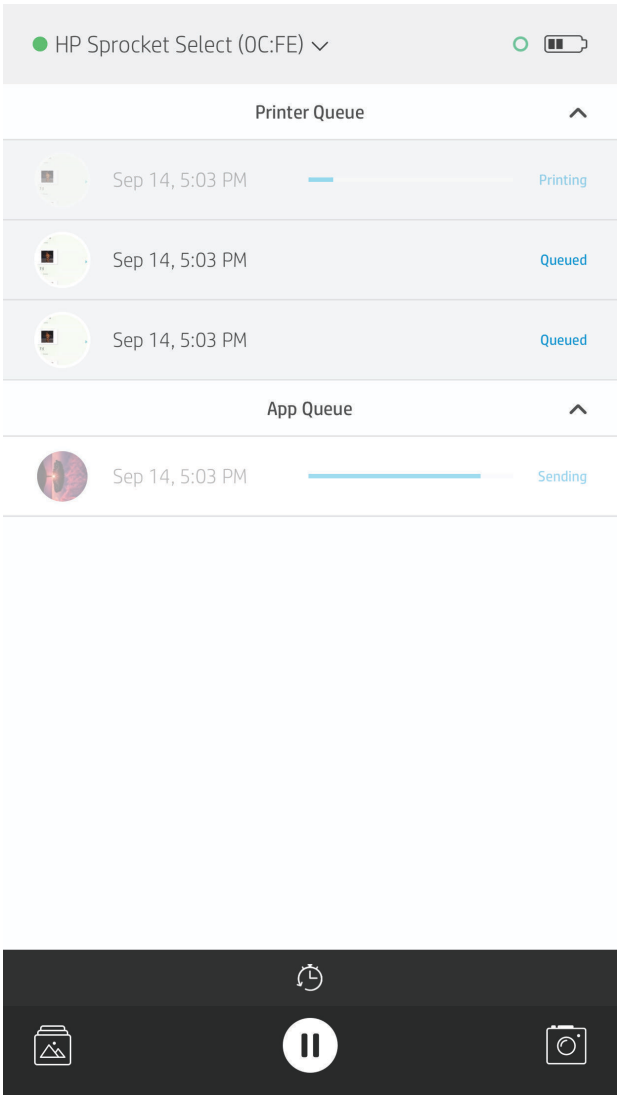 HP Sprocket Select (0C:FE)
Printer Queue
Sep 14, 5:03 PM Printing
Sep 14, 5:03 PM Queued
Sep 14, 5:03 PM Queued
App Queue
Sep 14, 5:03 PM Sending